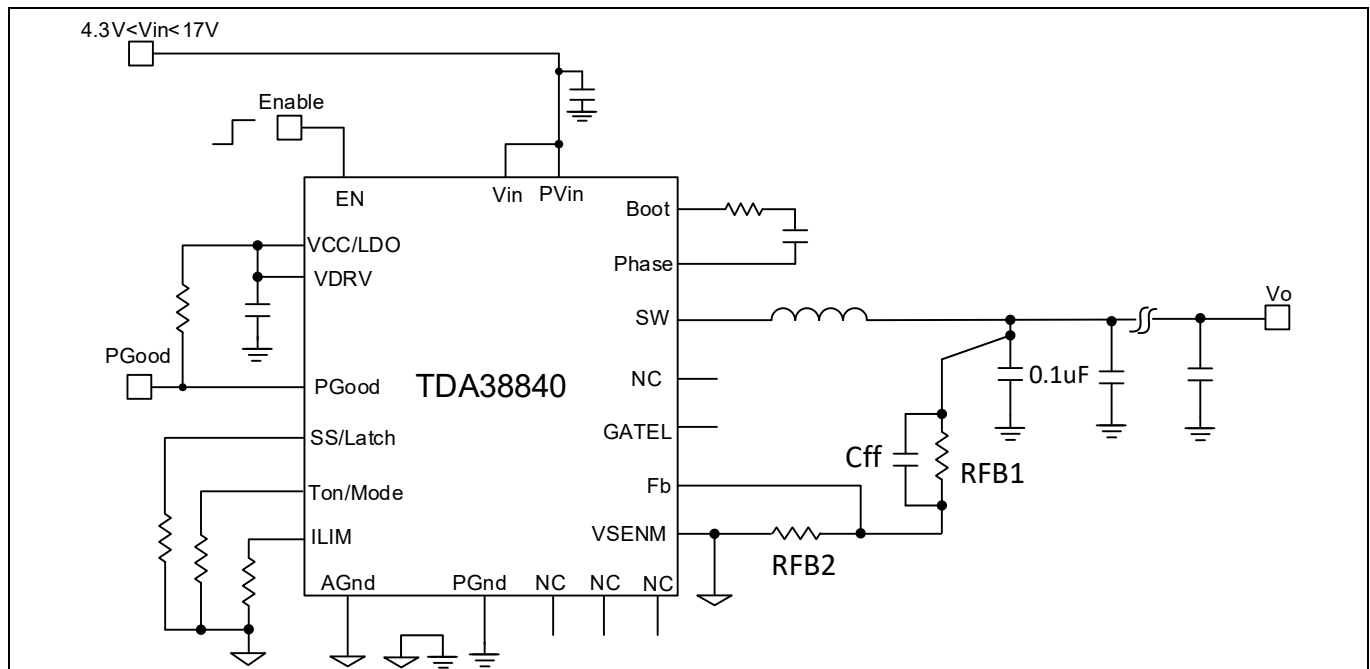 4.3V<Vin<17V
Enable
EN
Vin
PVin
Boot
VCC/LDO
Phase
VDRV
SW
Vo
PGood
PGood
TDA38840
NC
0.1uF
SS/Latch
GATEL
Cff
RFB1
Ton/Mode
Fb
ILIM
VSENM
RFB2
AGnd
PGnd
NC
NC
NC